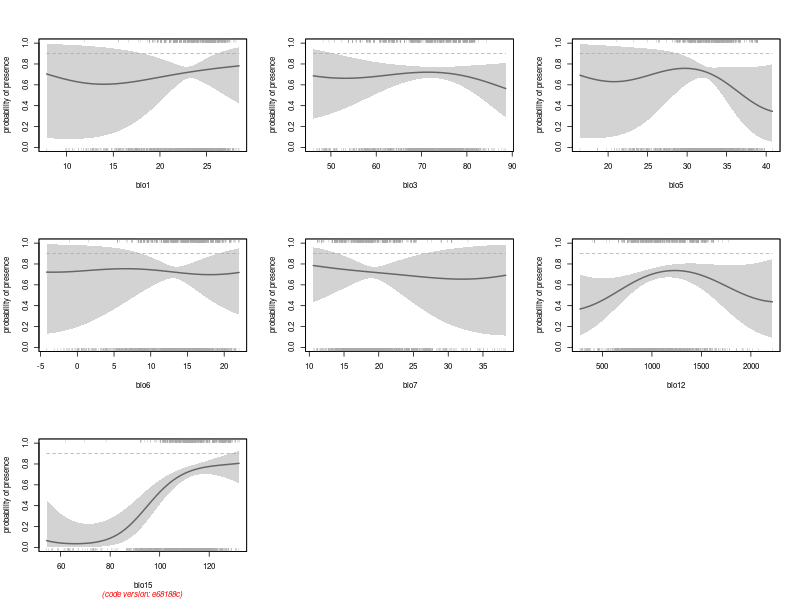 probability of presence
0.0 0.2 0.4 0.6 0.8 1.0
10 15 20 25
bio1
probability of presence
0.0 0.2 0.4 0.6 0.8 1.0
50 60 70 80 90
bio3
probability of presence
0.0 0.2 0.4 0.6 0.8 1.0
20 25 30 35 40
bio5
probability of presence
0.0 0.2 0.4 0.6 0.8 1.0
-5 0 5 10 15 20
bio6
probability of presence
0.0 0.2 0.4 0.6 0.8 1.0
10 15 20 25 30 35
bio7
probability of presence
0.0 0.2 0.4 0.6 0.8 1.0
500 1000 1500 2000
bio12
probability of presence
0.0 0.2 0.4 0.6 0.8 1.0
60 80 100 120
bio15
(code version: e68188c)